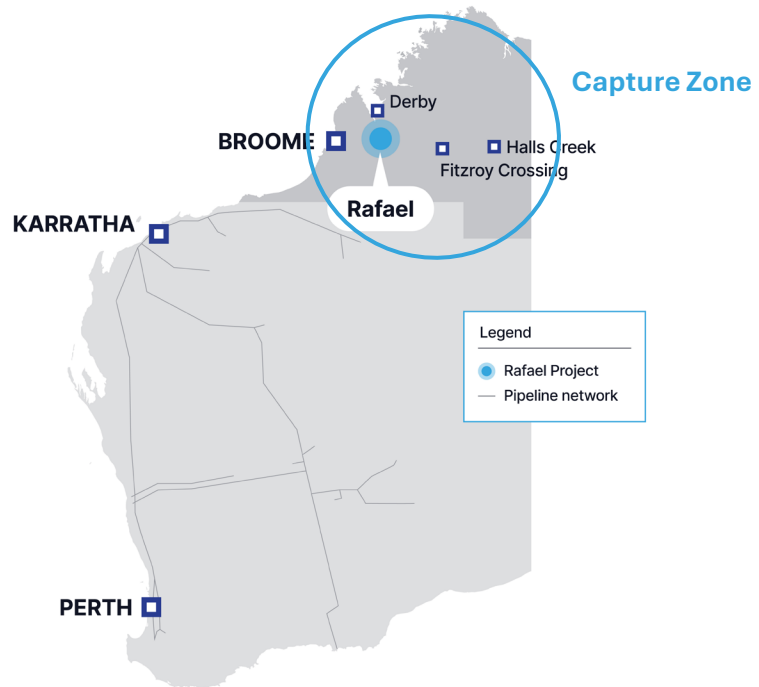 Capture Zone
Derby
BROOME
Halls Creek
Fitzroy Crossing
Rafael
KARRATHA
Legend
Rafael Project
Pipeline network
PERTH